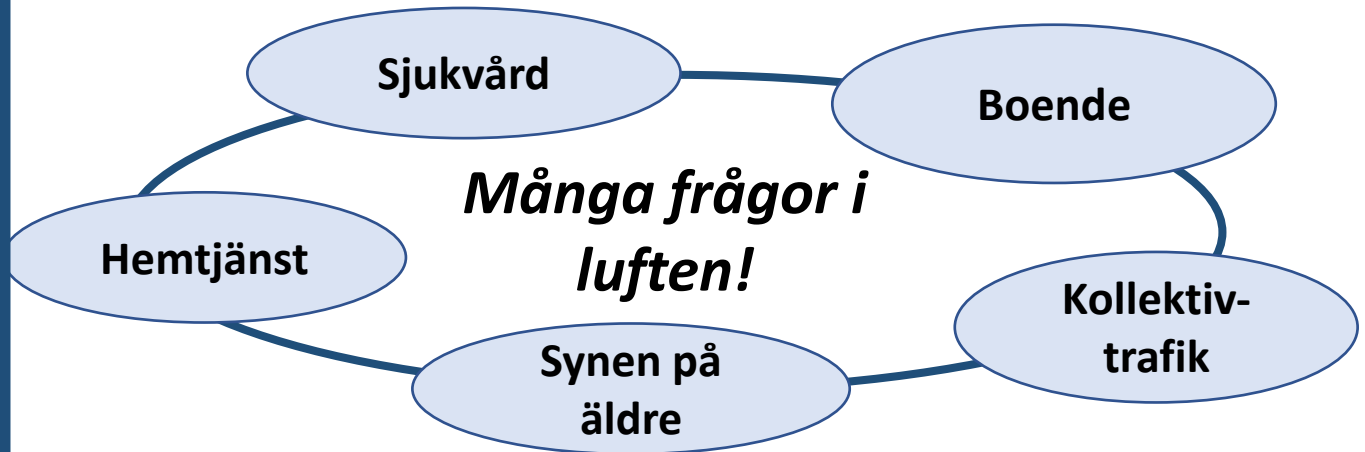 Sjukvård
Boende
Många frågor i
luften!
Hemtjänst
Kollektiv-
trafik
Synen på
äldre